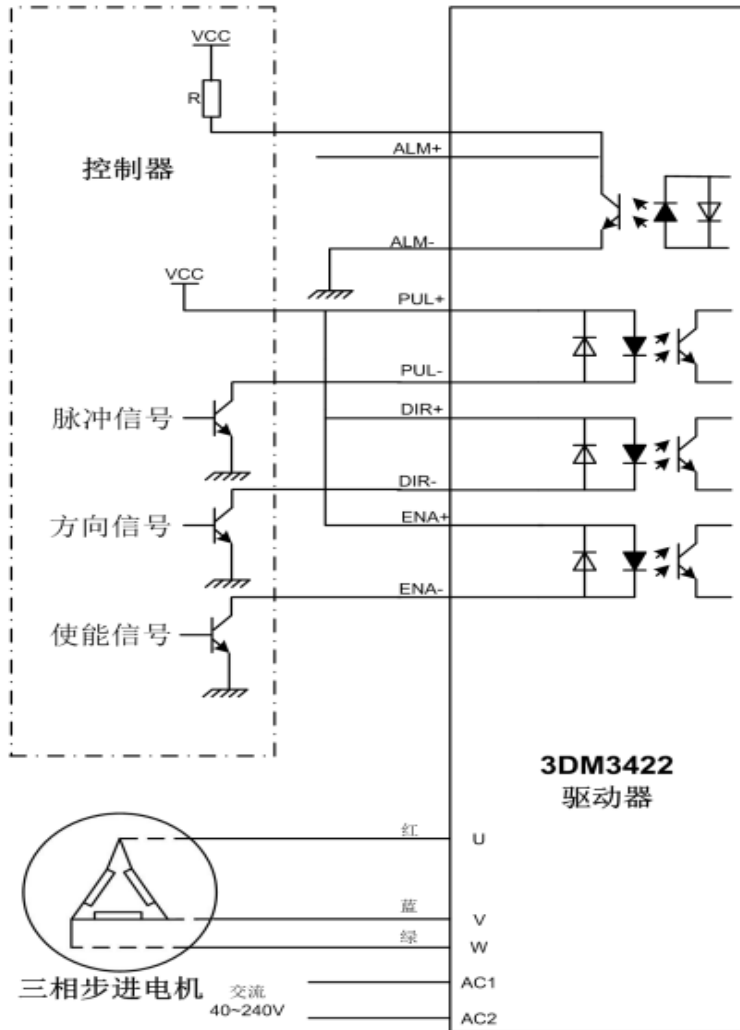 VCC
R
控制器
ALM+
ALM-
VCC
PUL+
PUL-
脉冲信号
DIR+
DIR-
方向信号
ENA+
ENA-
使能信号
3DM3422
驱动器
红
U
蓝
V
绿
W
三相步进电机
交流
40~240V
AC1
AC2